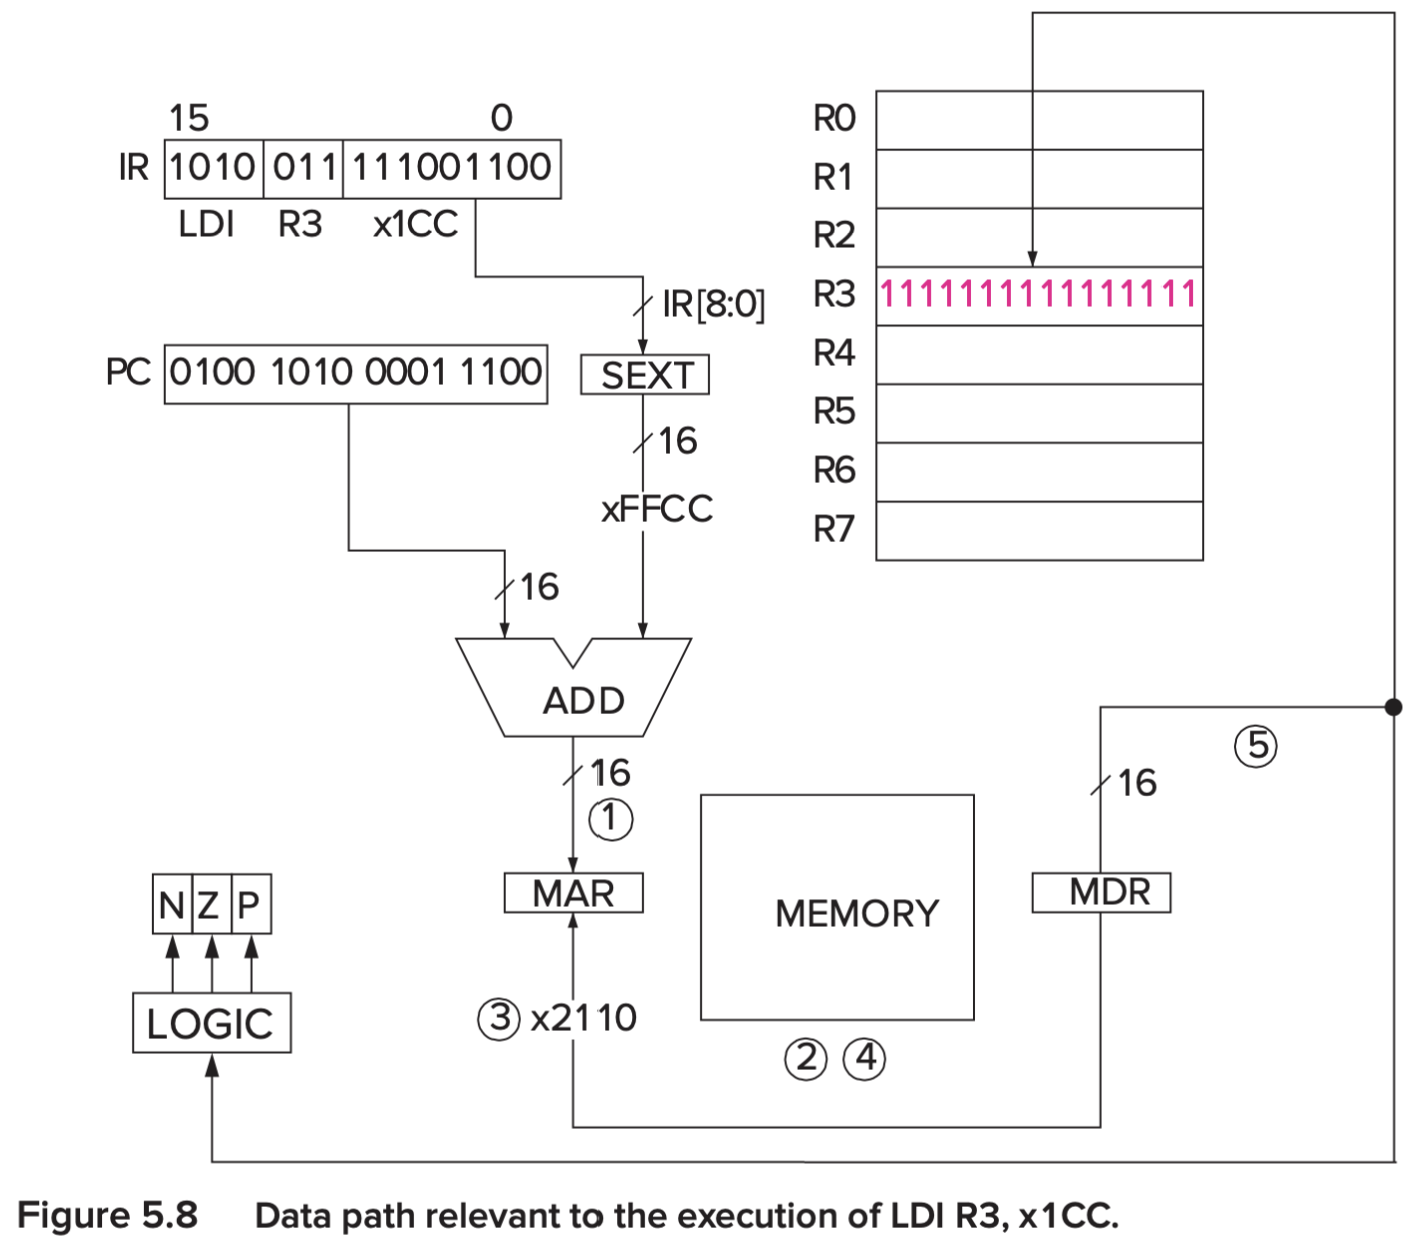 15 0
IR 1010 011 111001100
LDI R3 x1CC
IR[8:0]
PC 0100 1010 0001 1100
SEXT
16
xFFCC
16
ADD
16
1
MAR
3 x2110
N Z P
LOGIC
MEMORY
2 4
MDR
16
5
R0
R1
R2
R3 1111111111111111
R4
R5
R6
R7
Figure 5.8 Data path relevant to the execution of LDI R3, x1CC.